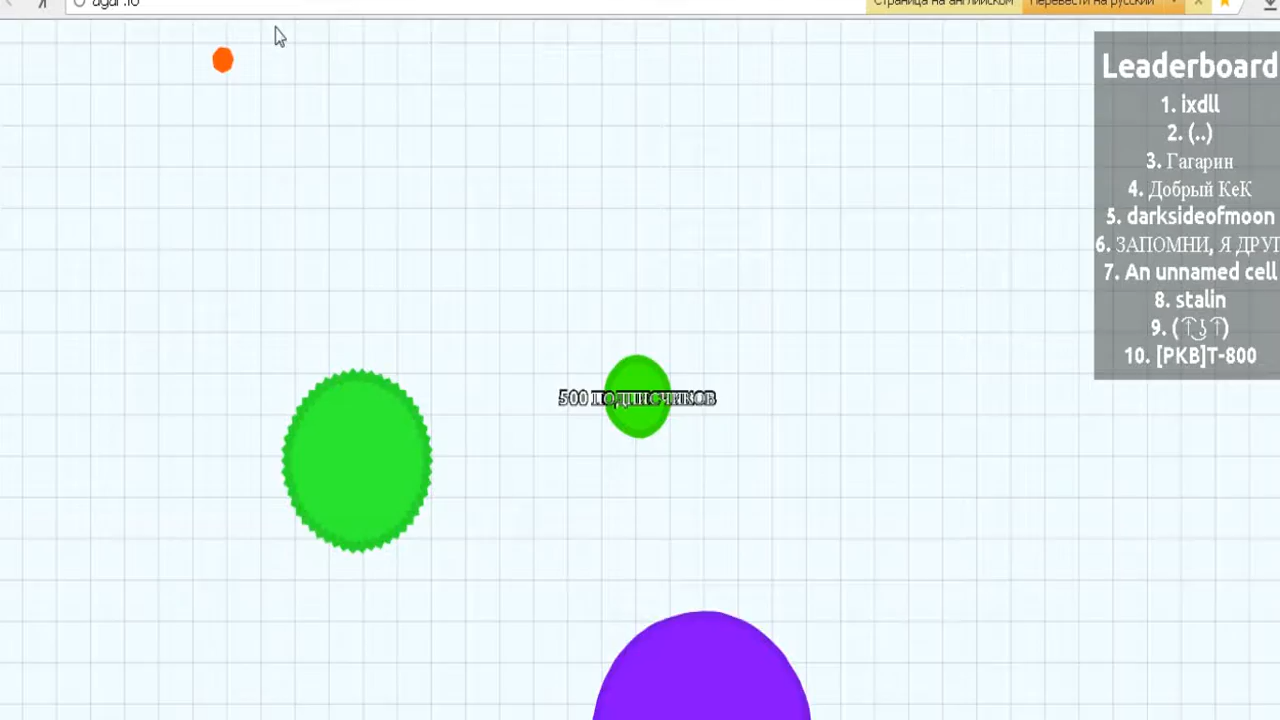 agar.io
Страница на английском
Перевести на русский
Leaderboard
1. ixdll
2. (..)
3. Гагарин
4. Добрый КеК
5. darksideofmoon
6. ЗАПОМНИ, Я ДРУГ
7. An unnamed cell
8. stalin
9. ( ͡↑ ͜ʖ ͡↑)
10. [PKB]T-800
500 подписчиков